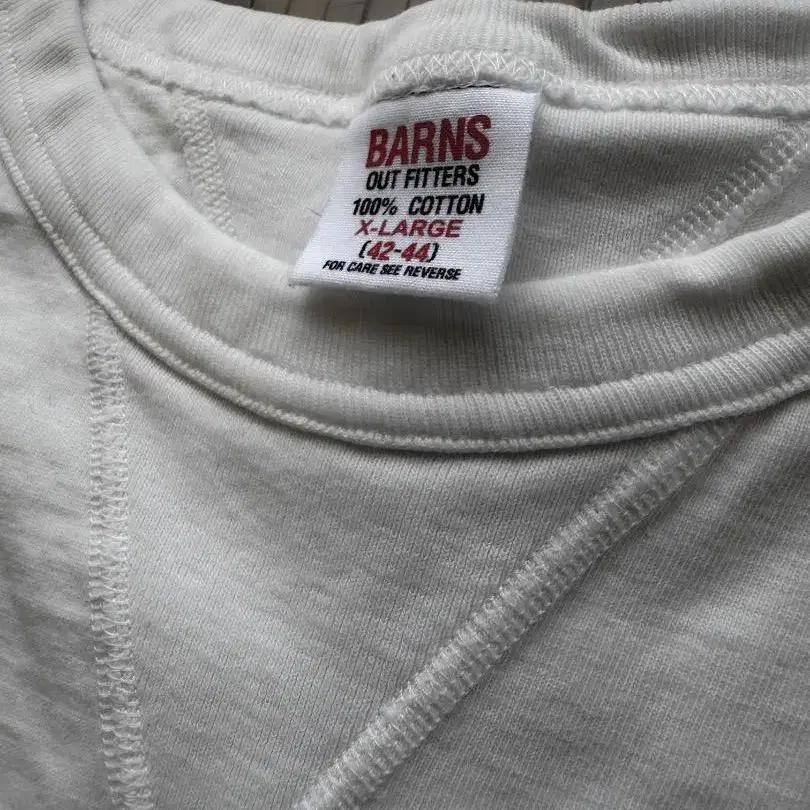 BARNS
OUT FITTERS
100% COTTON
X-LARGE
(42-44)
FOR CARE SEE REVERSE